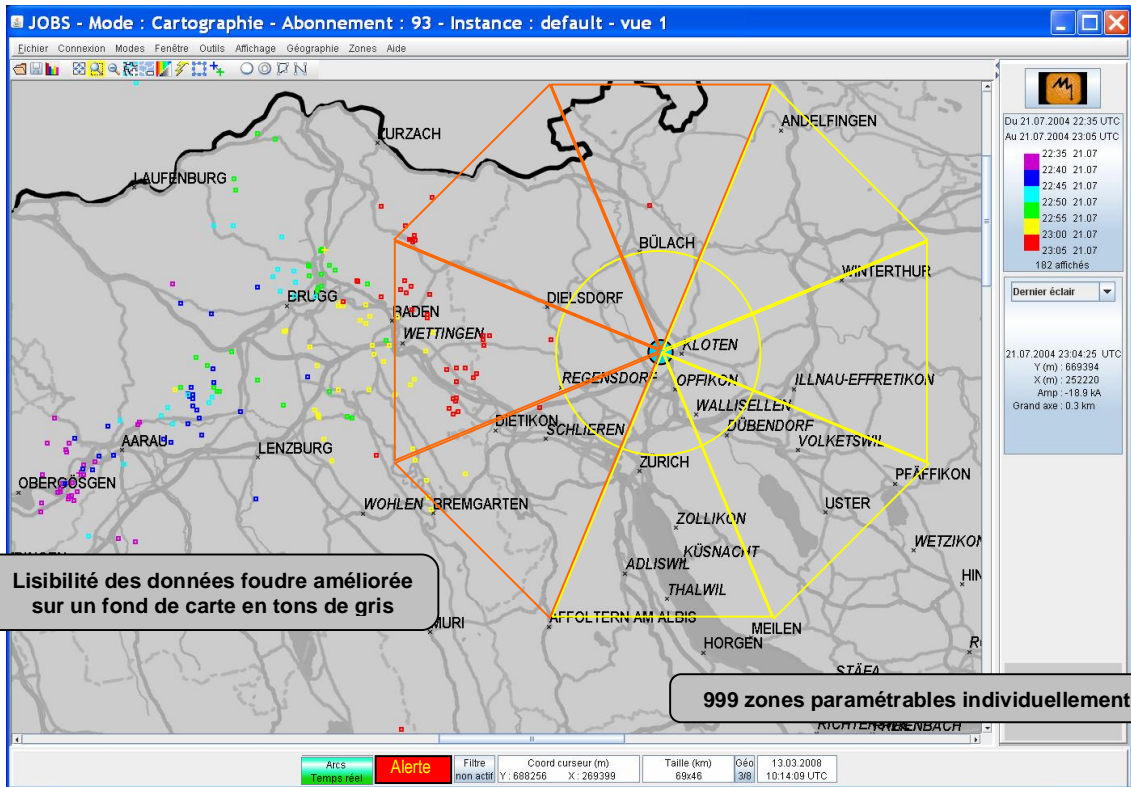 JOBS - Mode : Cartographie - Abonnement : 93 - Instance : default - vue 1
Fichier Connexion Modes Fenêtre Outils Affichage Géographie Zones Aide
Du 21.07.2004 22:35 UTC
Au 21.07.2004 23:05 UTC
22:35 21.07
22:40 21.07
22:45 21.07
22:50 21.07
22:55 21.07
23:00 21.07
23:05 21.07
182 affichés
Dernier éclair
21.07.2004 23:04:25 UTC
Y (m) : 669394
X (m) : 252220
Amp : -18.9 kA
Grand axe : 0.3 km
ANDELFINGEN
ZURZACH
LAUFENBURG
BÜLACH
WINTERTHUR
DIELSDORF
BRUGG
BADEN
WETTINGEN
KLOTEN
REGENSDORF
OPFIKON
ILLNAU-EFFRETIKON
WALLISELLEN
DIETIKON
DÜBENDORF
SCHLIEREN
VOLKETSWIL
AARAU
LENZBURG
ZÜRICH
OBERGÖSGEN
PFÄFFIKON
WOHLEN
BREMGARTEN
USTER
ZOLLIKON
WETZIKON
KÜSNACHT
ADLISWIL
THALWIL
HIN
Lisibilité des données foudre améliorée
sur un fond de carte en tons de gris
MURI
AFFOLTERN AM ALBIS
MEILEN
HORGEN
STÄFA
999 zones paramétrables individuellement
Arcs
Temps réel
Alerte
Filtre
non actif
Coord curseur (m)
Y : 688256 X : 269399
Taille (km)
69x46
Géo
3/8
13.03.2008
10:14:09 UTC